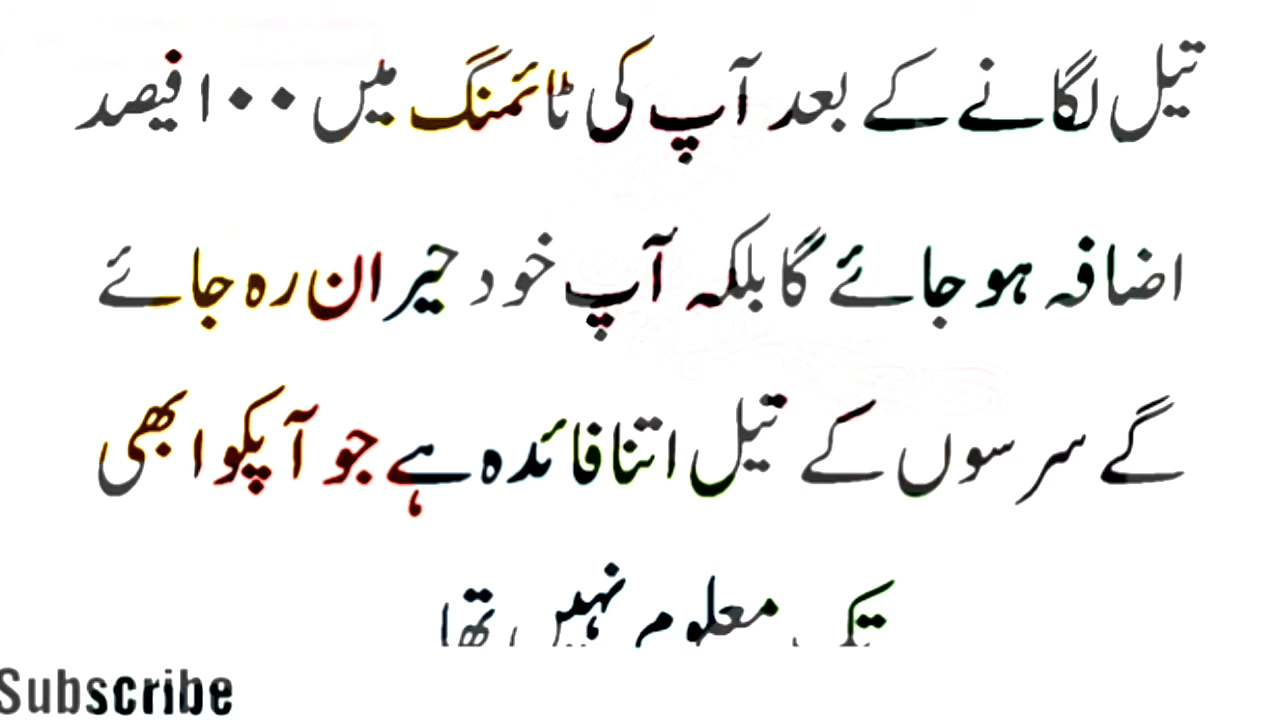 تیل لگانے کے بعد آپ کی ٹائمنگ میں ۱۰۰ فیصد
اضافہ ہو جائے گا بلکہ آپ خود حیران رہ جائے
گے سرسوں کے تیل اتنا فائدہ ہے جو آپکو ابھی
تک معلوم نہیں تھا
Subscribe